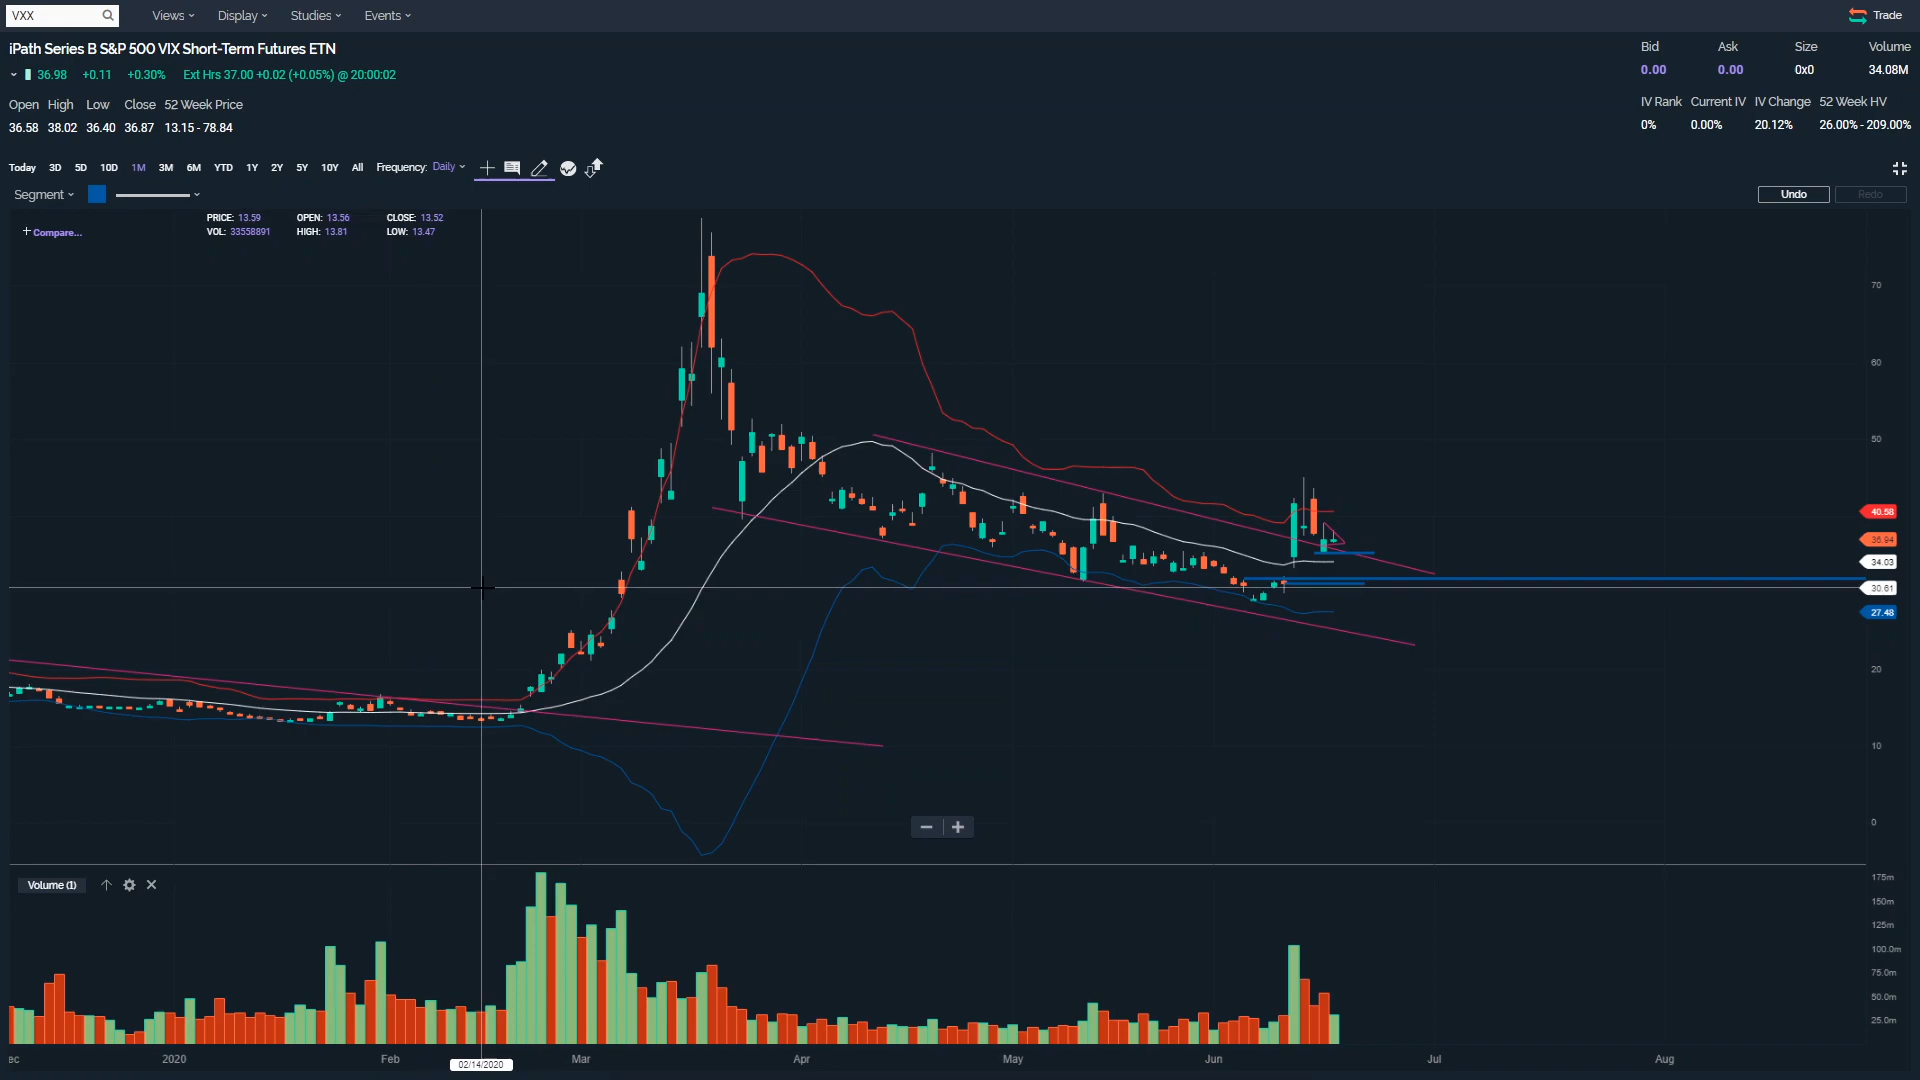 VXX Views Display Studies Events Trade
iPath Series B S&P 500 VIX Short-Term Futures ETN
Bid Ask Size Volume
36.98 +0.11 +0.30% Ext Hrs 37.00 +0.02 (+0.05%) @ 20:00:02
0.00 0.00 0x0 34.08M
Open High Low Close 52 Week Price
IV Rank Current IV IV Change 52 Week HV
36.58 38.02 36.40 36.87 13.15 - 78.84
0% 0.00% 20.12% 26.00% - 209.00%
Today 3D 5D 10D 1M 3M 6M YTD 1Y 2Y 5Y 10Y All Frequency: Daily
Segment Undo Redo
PRICE: 13.59 OPEN: 13.56 CLOSE: 13.52
+ Compare...
VOL: 33558891 HIGH: 13.81 LOW: 13.47
70
60
50
40.58
36.94
34.03
30.61
27.48
20
10
0
Volume (1)
175m
150m
125m
100.0m
75.0m
50.0m
25.0m
ec 2020 Feb Mar Apr May Jun Jul Aug
02/14/2020